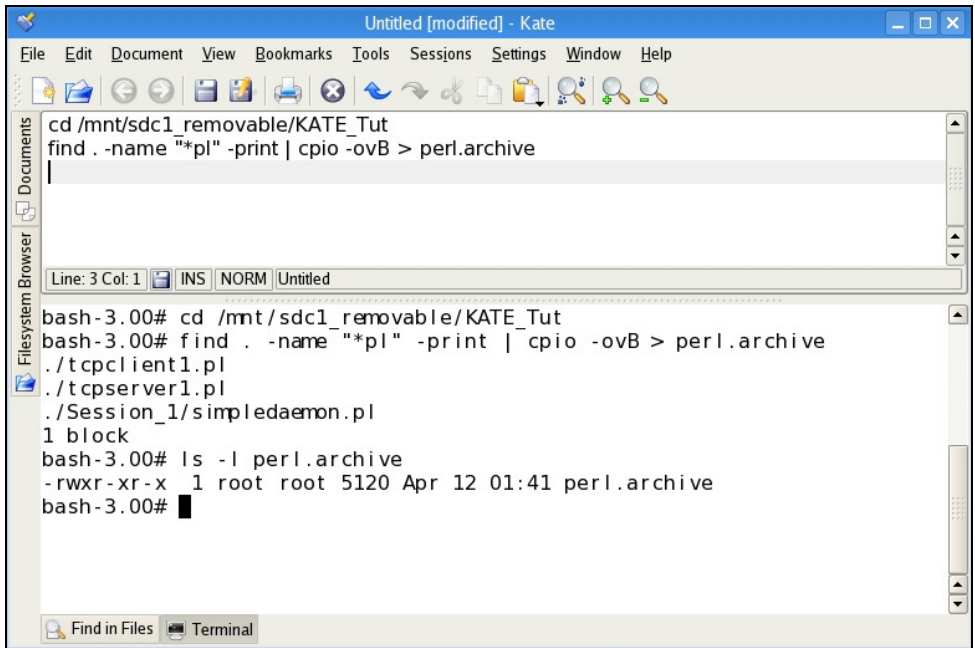 Untitled [modified] - Kate
File Edit Document View Bookmarks Tools Sessions Settings Window Help
Documents
Filesystem Browser
cd /mnt/sdc1_removable/KATE_Tut
find . -name "*pl" -print | cpio -ovB > perl.archive
Line: 3 Col: 1 INS NORM Untitled
bash-3.00# cd /mnt/sdc1_removable/KATE_Tut
bash-3.00# find . -name "*pl" -print | cpio -ovB > perl.archive
./tcpclient1.pl
./tcpserver1.pl
./Session_1/simpledaemon.pl
1 block
bash-3.00# ls -l perl.archive
-rwxr-xr-x 1 root root 5120 Apr 12 01:41 perl.archive
bash-3.00#
Find in Files Terminal